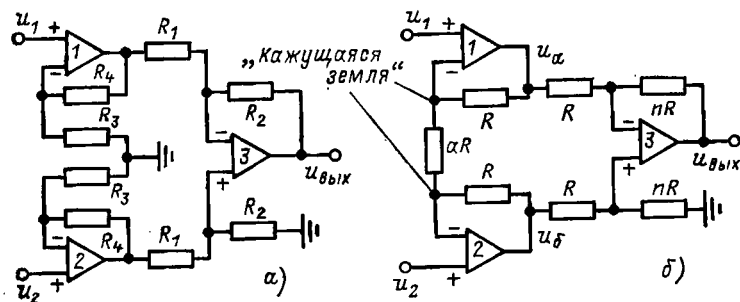 u₁ + 1 R₁
− R₄ R₂
R₃ − 3
R₃ + uвых
R₄ R₂
− 2 R₁
u₂ + а)
„Кажущаяся
земля“
u₁ + 1 uа
− R R nR
αR − 3
+ uвых
R R nR
− 2 uб
u₂ + б)